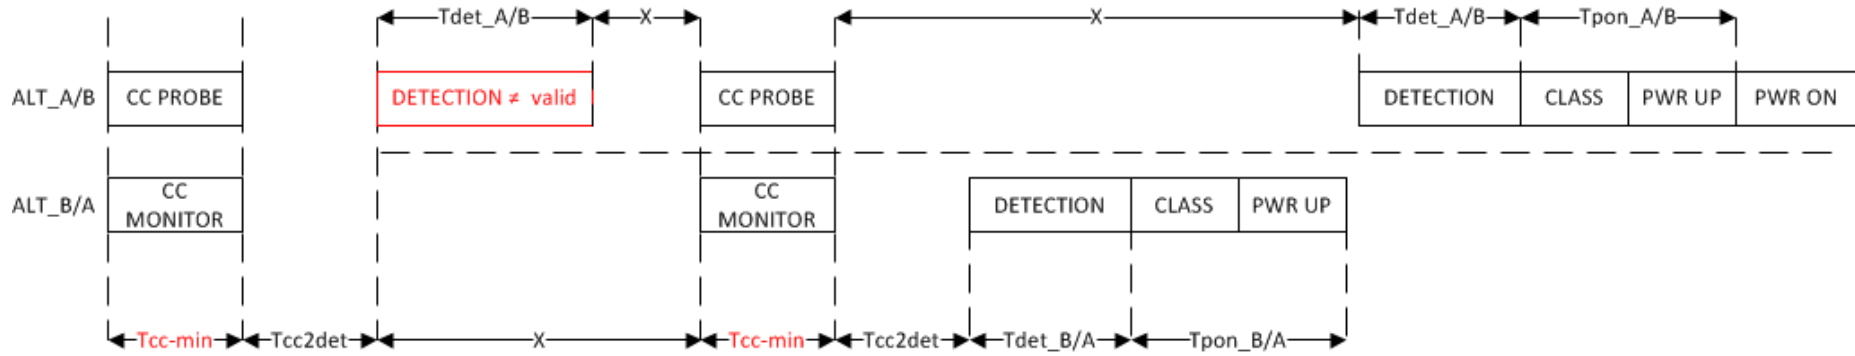 Tdet_A/B X X Tdet_A/B Tpon_A/B
ALT_A/B CC PROBE DETECTION ≠ valid CC PROBE DETECTION CLASS PWR UP PWR ON
ALT_B/A CC MONITOR CC MONITOR DETECTION CLASS PWR UP
Tcc-min Tcc2det X Tcc-min Tcc2det Tdet_B/A Tpon_B/A